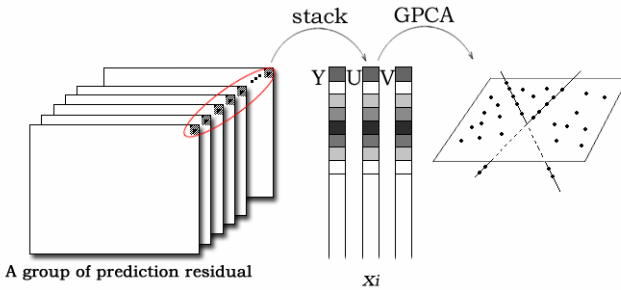 stack
GPCA
Y U V
A group of prediction residual
xi